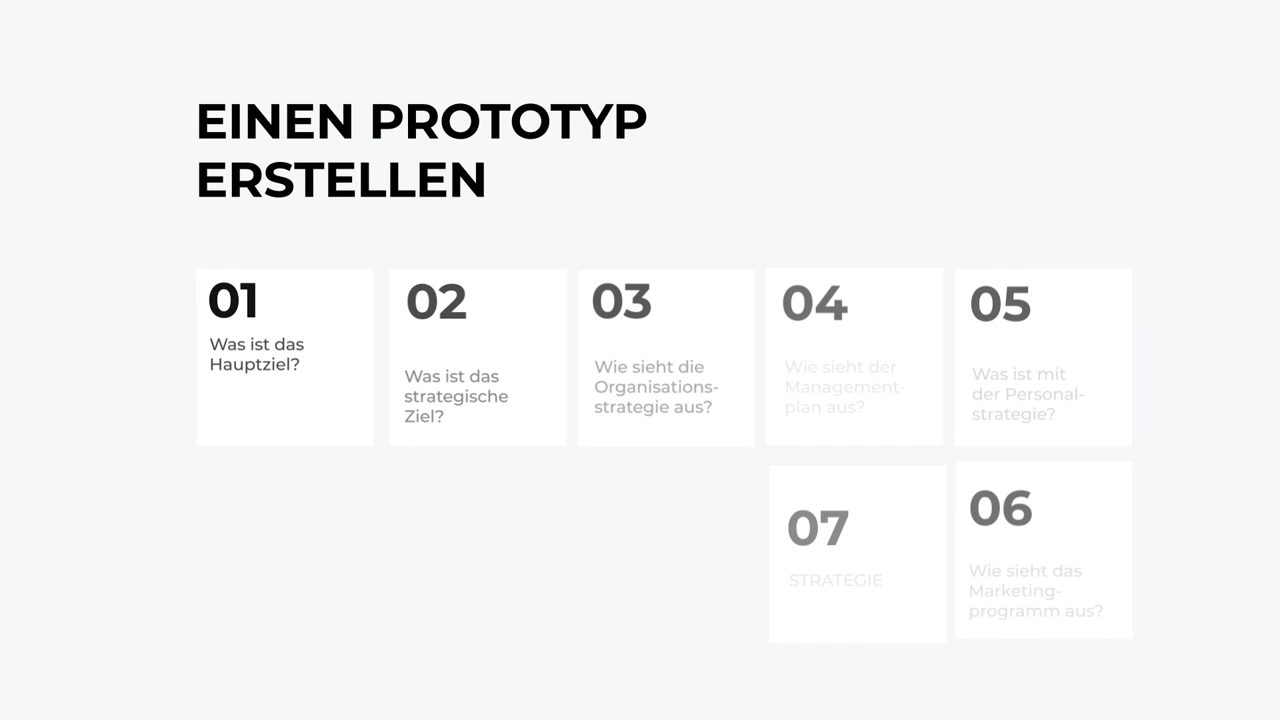 EINEN PROTOTYP
ERSTELLEN
01
Was ist das
Hauptziel?
02
Was ist das
strategische
Ziel?
03
Wie sieht die
Organisations-
strategie aus?
04
Wie sieht der
Management-
plan aus?
05
Was ist mit
der Personal-
strategie?
06
Wie sieht das
Marketing-
programm aus?
07
STRATEGIE